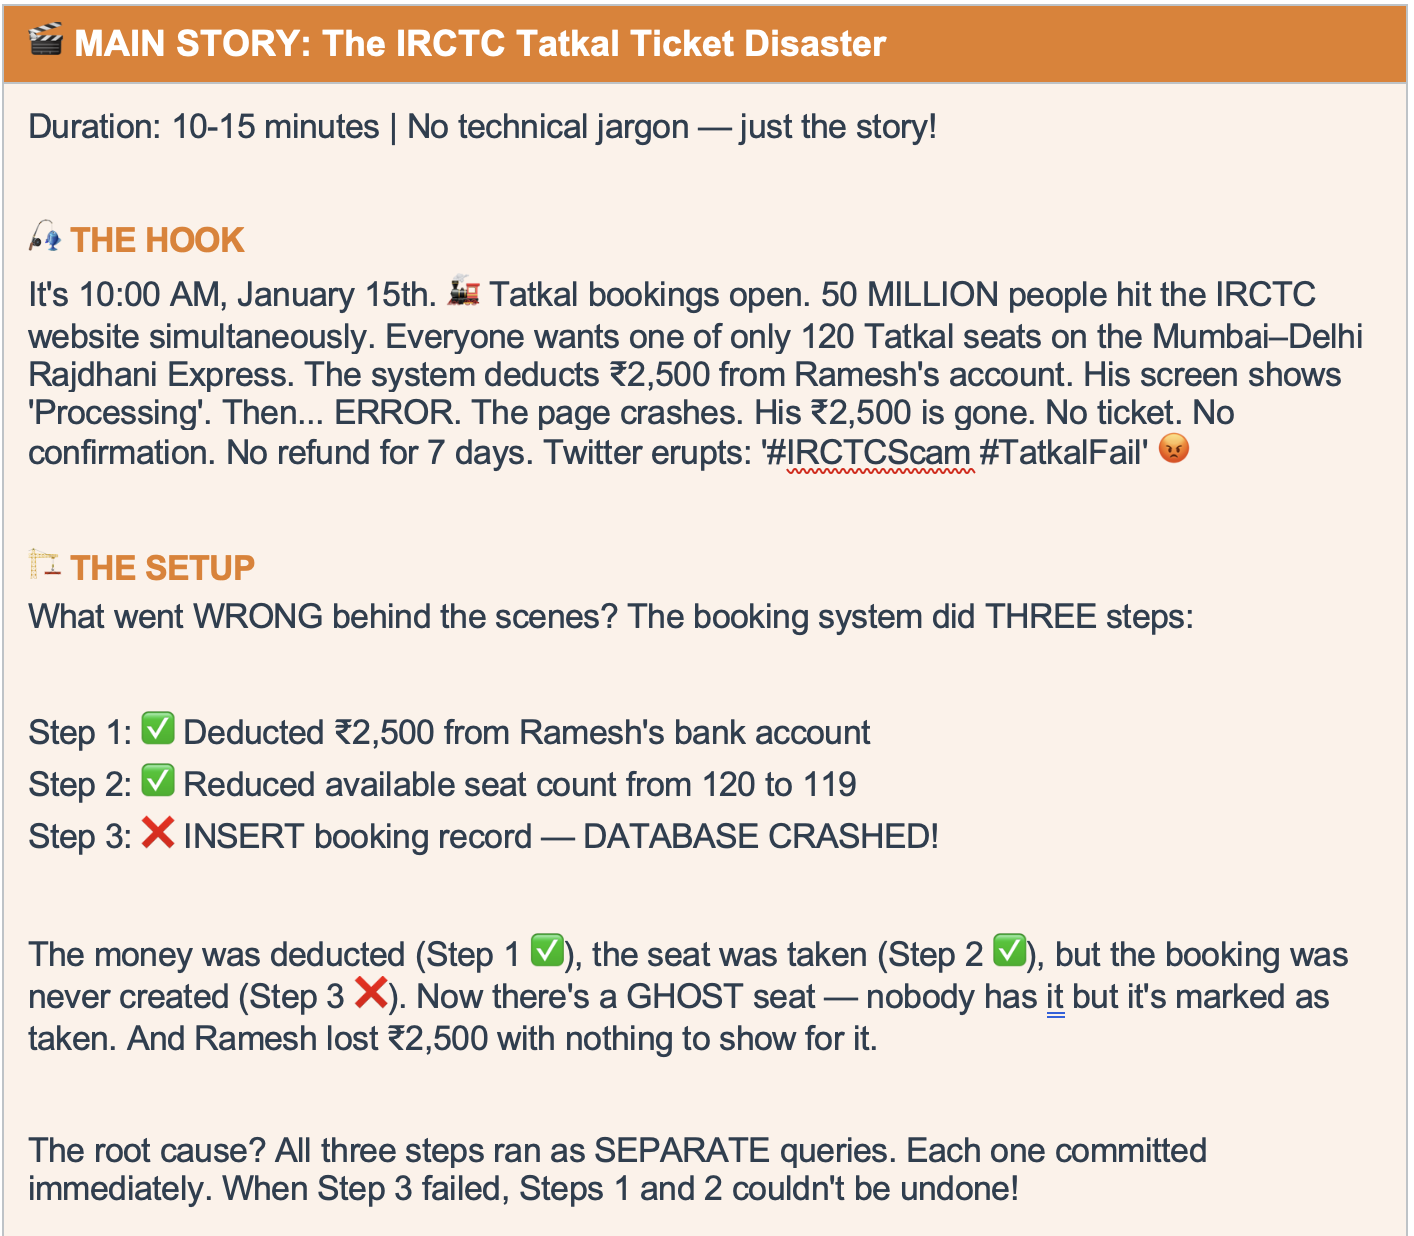 🎬 MAIN STORY: The IRCTC Tatkal Ticket Disaster
Duration: 10-15 minutes | No technical jargon — just the story!
🎣 THE HOOK
It's 10:00 AM, January 15th. 🚂 Tatkal bookings open. 50 MILLION people hit the IRCTC
website simultaneously. Everyone wants one of only 120 Tatkal seats on the Mumbai–Delhi
Rajdhani Express. The system deducts ₹2,500 from Ramesh's account. His screen shows
'Processing'. Then... ERROR. The page crashes. His ₹2,500 is gone. No ticket. No
confirmation. No refund for 7 days. Twitter erupts: '#IRCTCScam #TatkalFail' 😡
🏗️ THE SETUP
What went WRONG behind the scenes? The booking system did THREE steps:
Step 1: ✅ Deducted ₹2,500 from Ramesh's bank account
Step 2: ✅ Reduced available seat count from 120 to 119
Step 3: ❌ INSERT booking record — DATABASE CRASHED!
The money was deducted (Step 1 ✅), the seat was taken (Step 2 ✅), but the booking was
never created (Step 3 ❌). Now there's a GHOST seat — nobody has it but it's marked as
taken. And Ramesh lost ₹2,500 with nothing to show for it.
The root cause? All three steps ran as SEPARATE queries. Each one committed
immediately. When Step 3 failed, Steps 1 and 2 couldn't be undone!